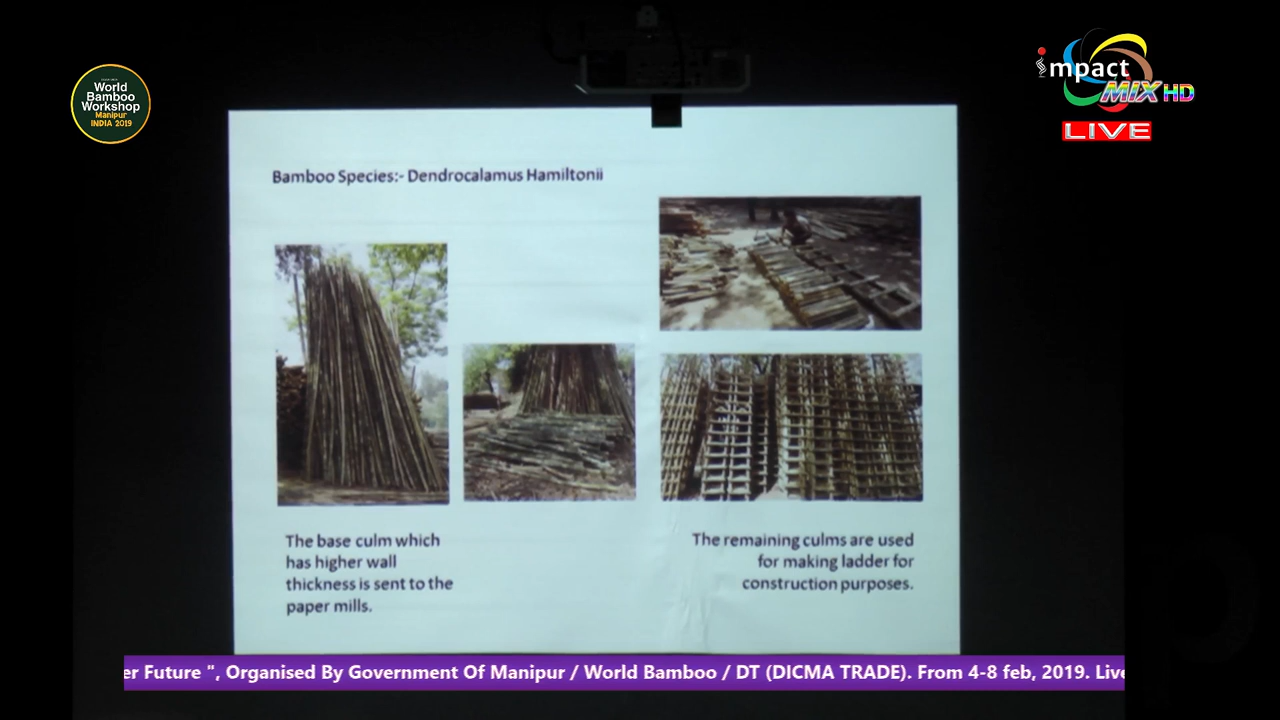 World
Bamboo
Workshop
Manipur
INDIA 2019
impact
MIX HD
LIVE
Bamboo Species:- Dendrocalamus Hamiltonii
The base culm which
has higher wall
thickness is sent to the
paper mills.
The remaining culms are used
for making ladder for
construction purposes.
er Future ", Organised By Government Of Manipur / World Bamboo / DT (DICMA TRADE). From 4-8 feb, 2019. Live